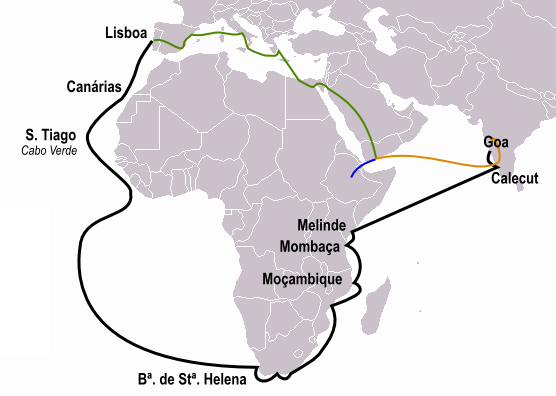 Lisboa
Canárias
S. Tiago
Cabo Verde
Goa
Calecut
Melinde
Mombaça
Moçambique
Bª. de Stª. Helena